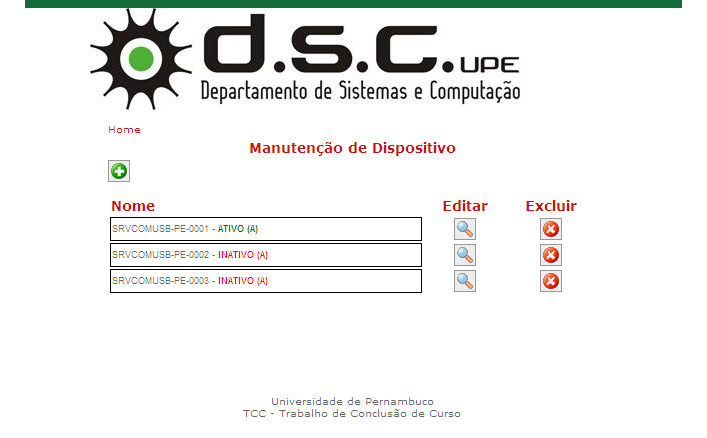 d.s.c.UPE
Departamento de Sistemas e Computação
Home
Manutenção de Dispositivo
Nome Editar Excluir
SRVCOMUSB-PE-0001 - ATIVO (A)
SRVCOMUSB-PE-0002 - INATIVO (A)
SRVCOMUSB-PE-0003 - INATIVO (A)
Universidade de Pernambuco
TCC - Trabalho de Conclusão de Curso